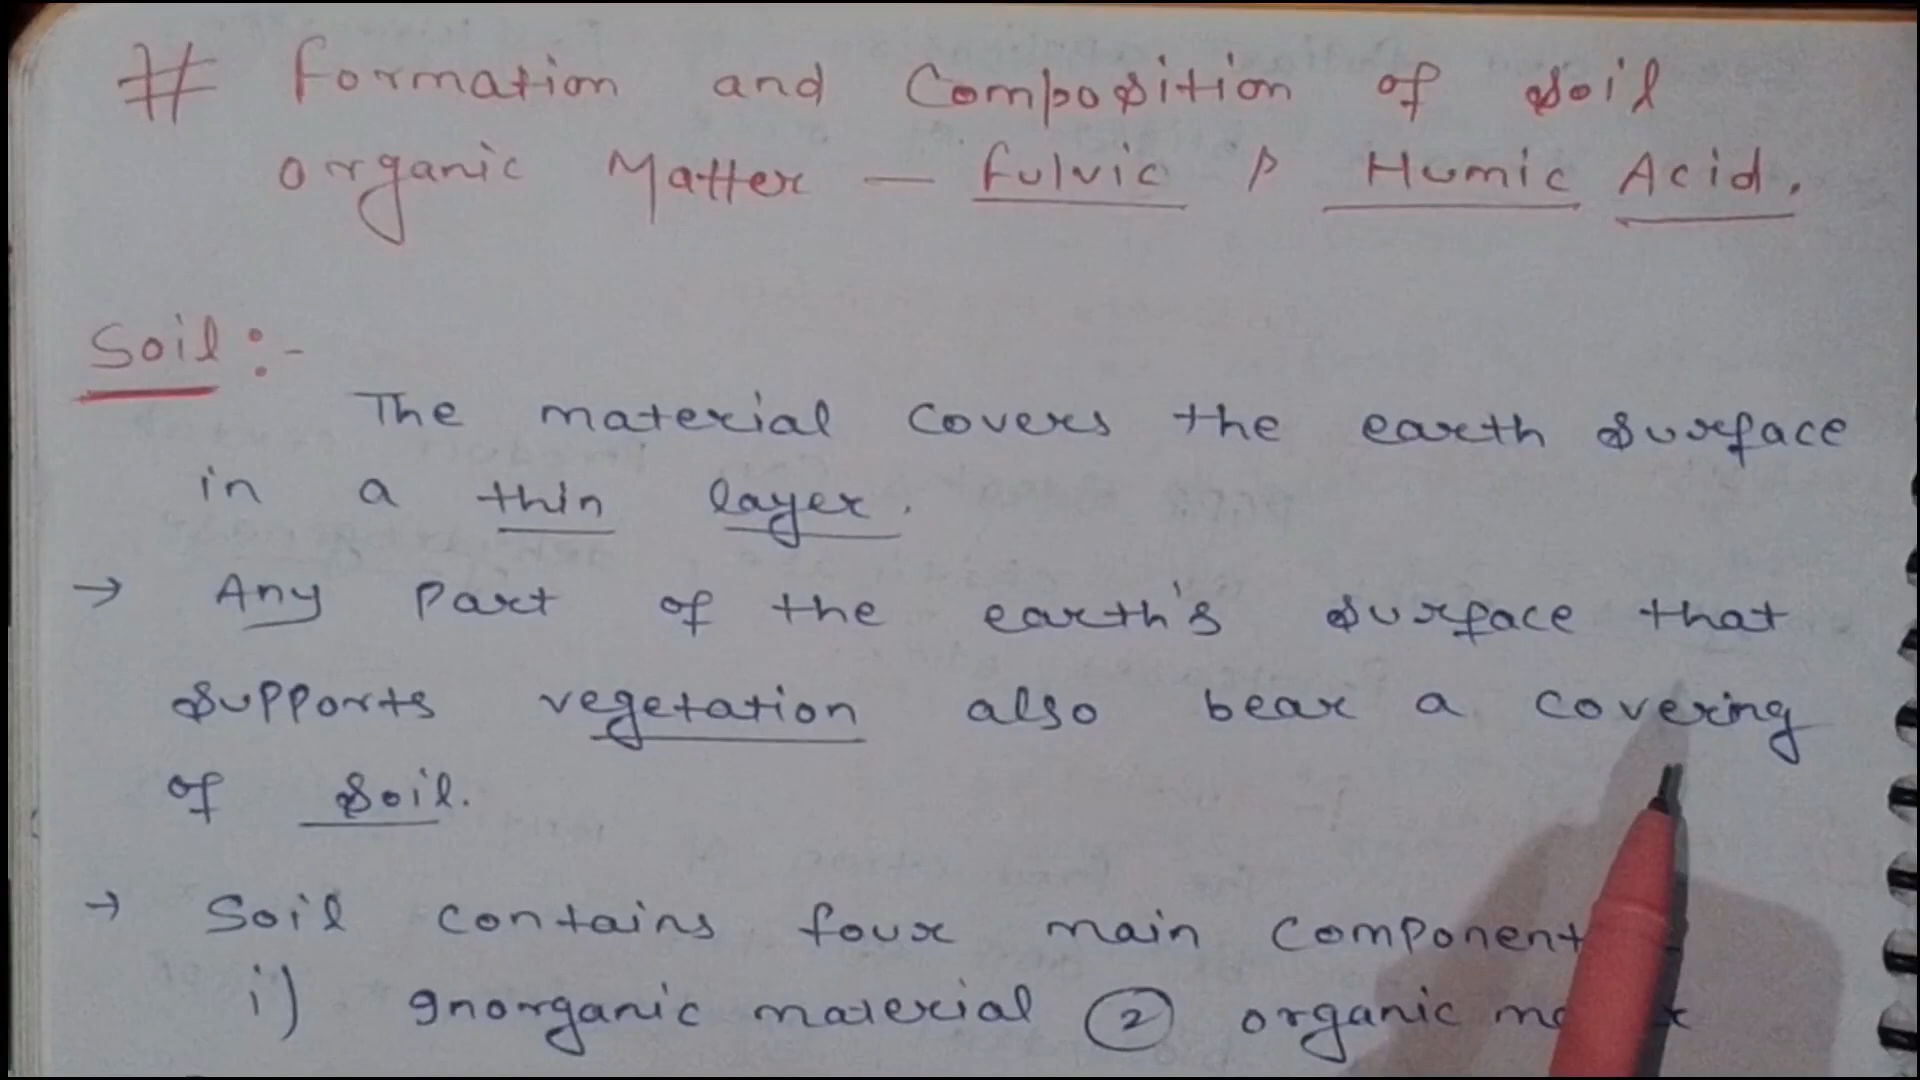 # Formation and Composition of Soil
Organic Matter — Fulvic & Humic Acid.
Soil :-
The material covers the earth surface
in a thin layer.
→ Any part of the earth's surface that
supports vegetation also bear a covering
of soil.
→ Soil contains four main component
i) Inorganic material ② organic